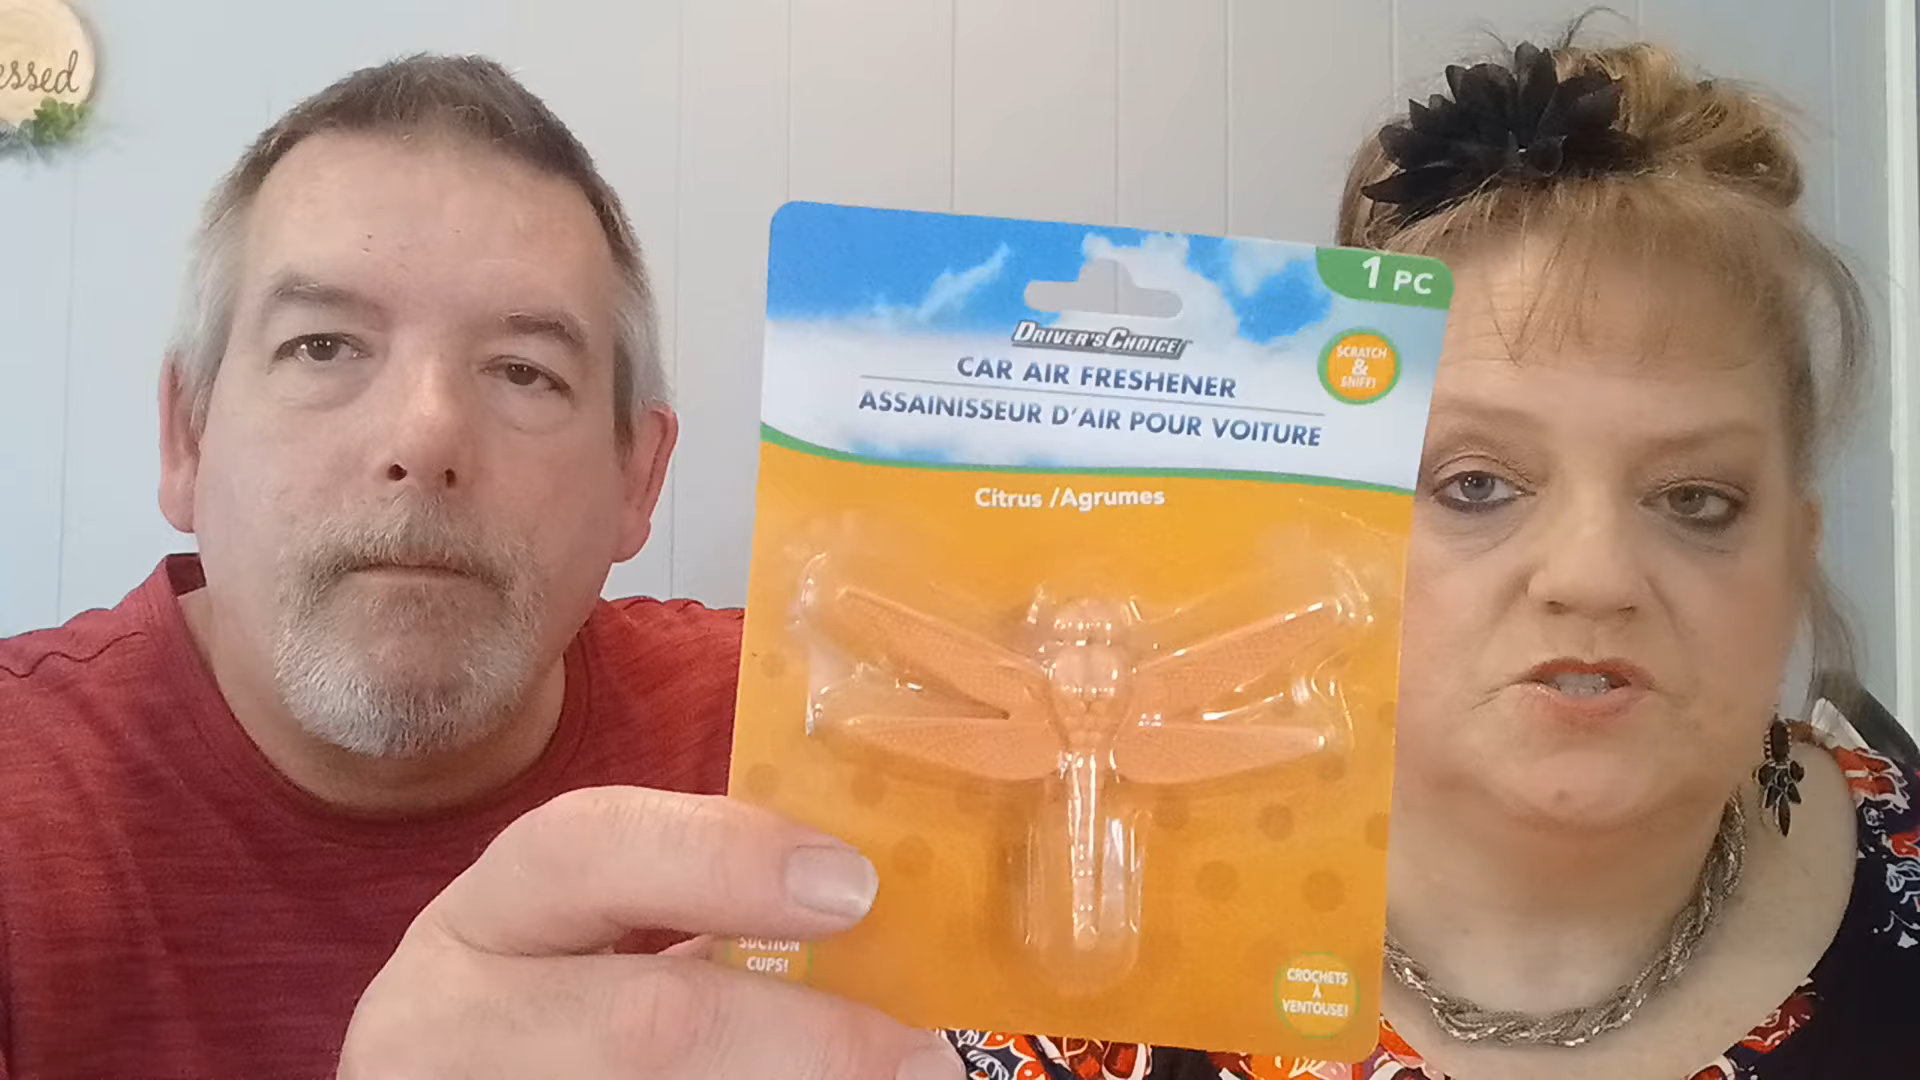 essed
1 PC
DRIVER'S CHOICE
SCRATCH
&
SNIFF!
CAR AIR FRESHENER
ASSAINISSEUR D'AIR POUR VOITURE
Citrus /Agrumes
SUCTION
CUPS!
CROCHETS
À
VENTOUSE!